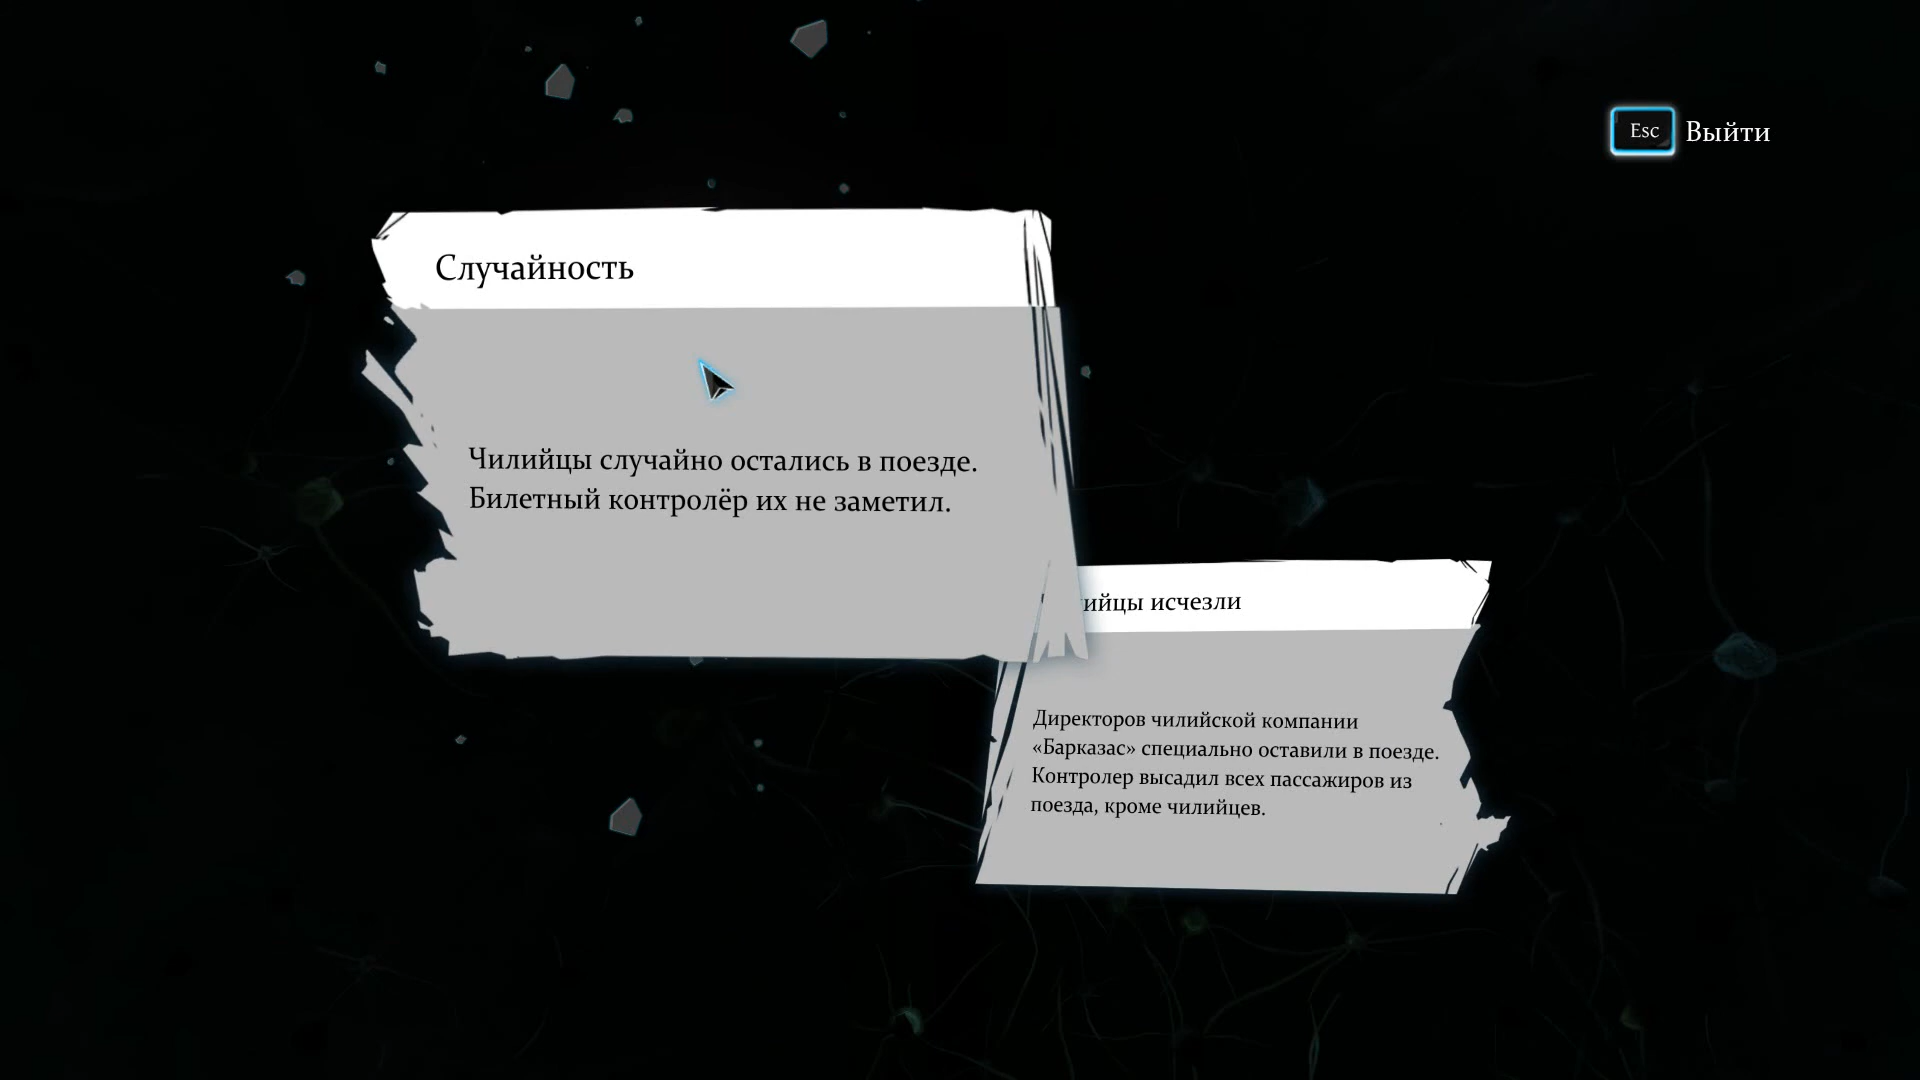 Esc Выйти
Случайность
Чилийцы случайно остались в поезде.
Билетный контролёр их не заметил.
ийцы исчезли
Директоров чилийской компании
«Барказас» специально оставили в поезде.
Контролер высадил всех пассажиров из
поезда, кроме чилийцев.